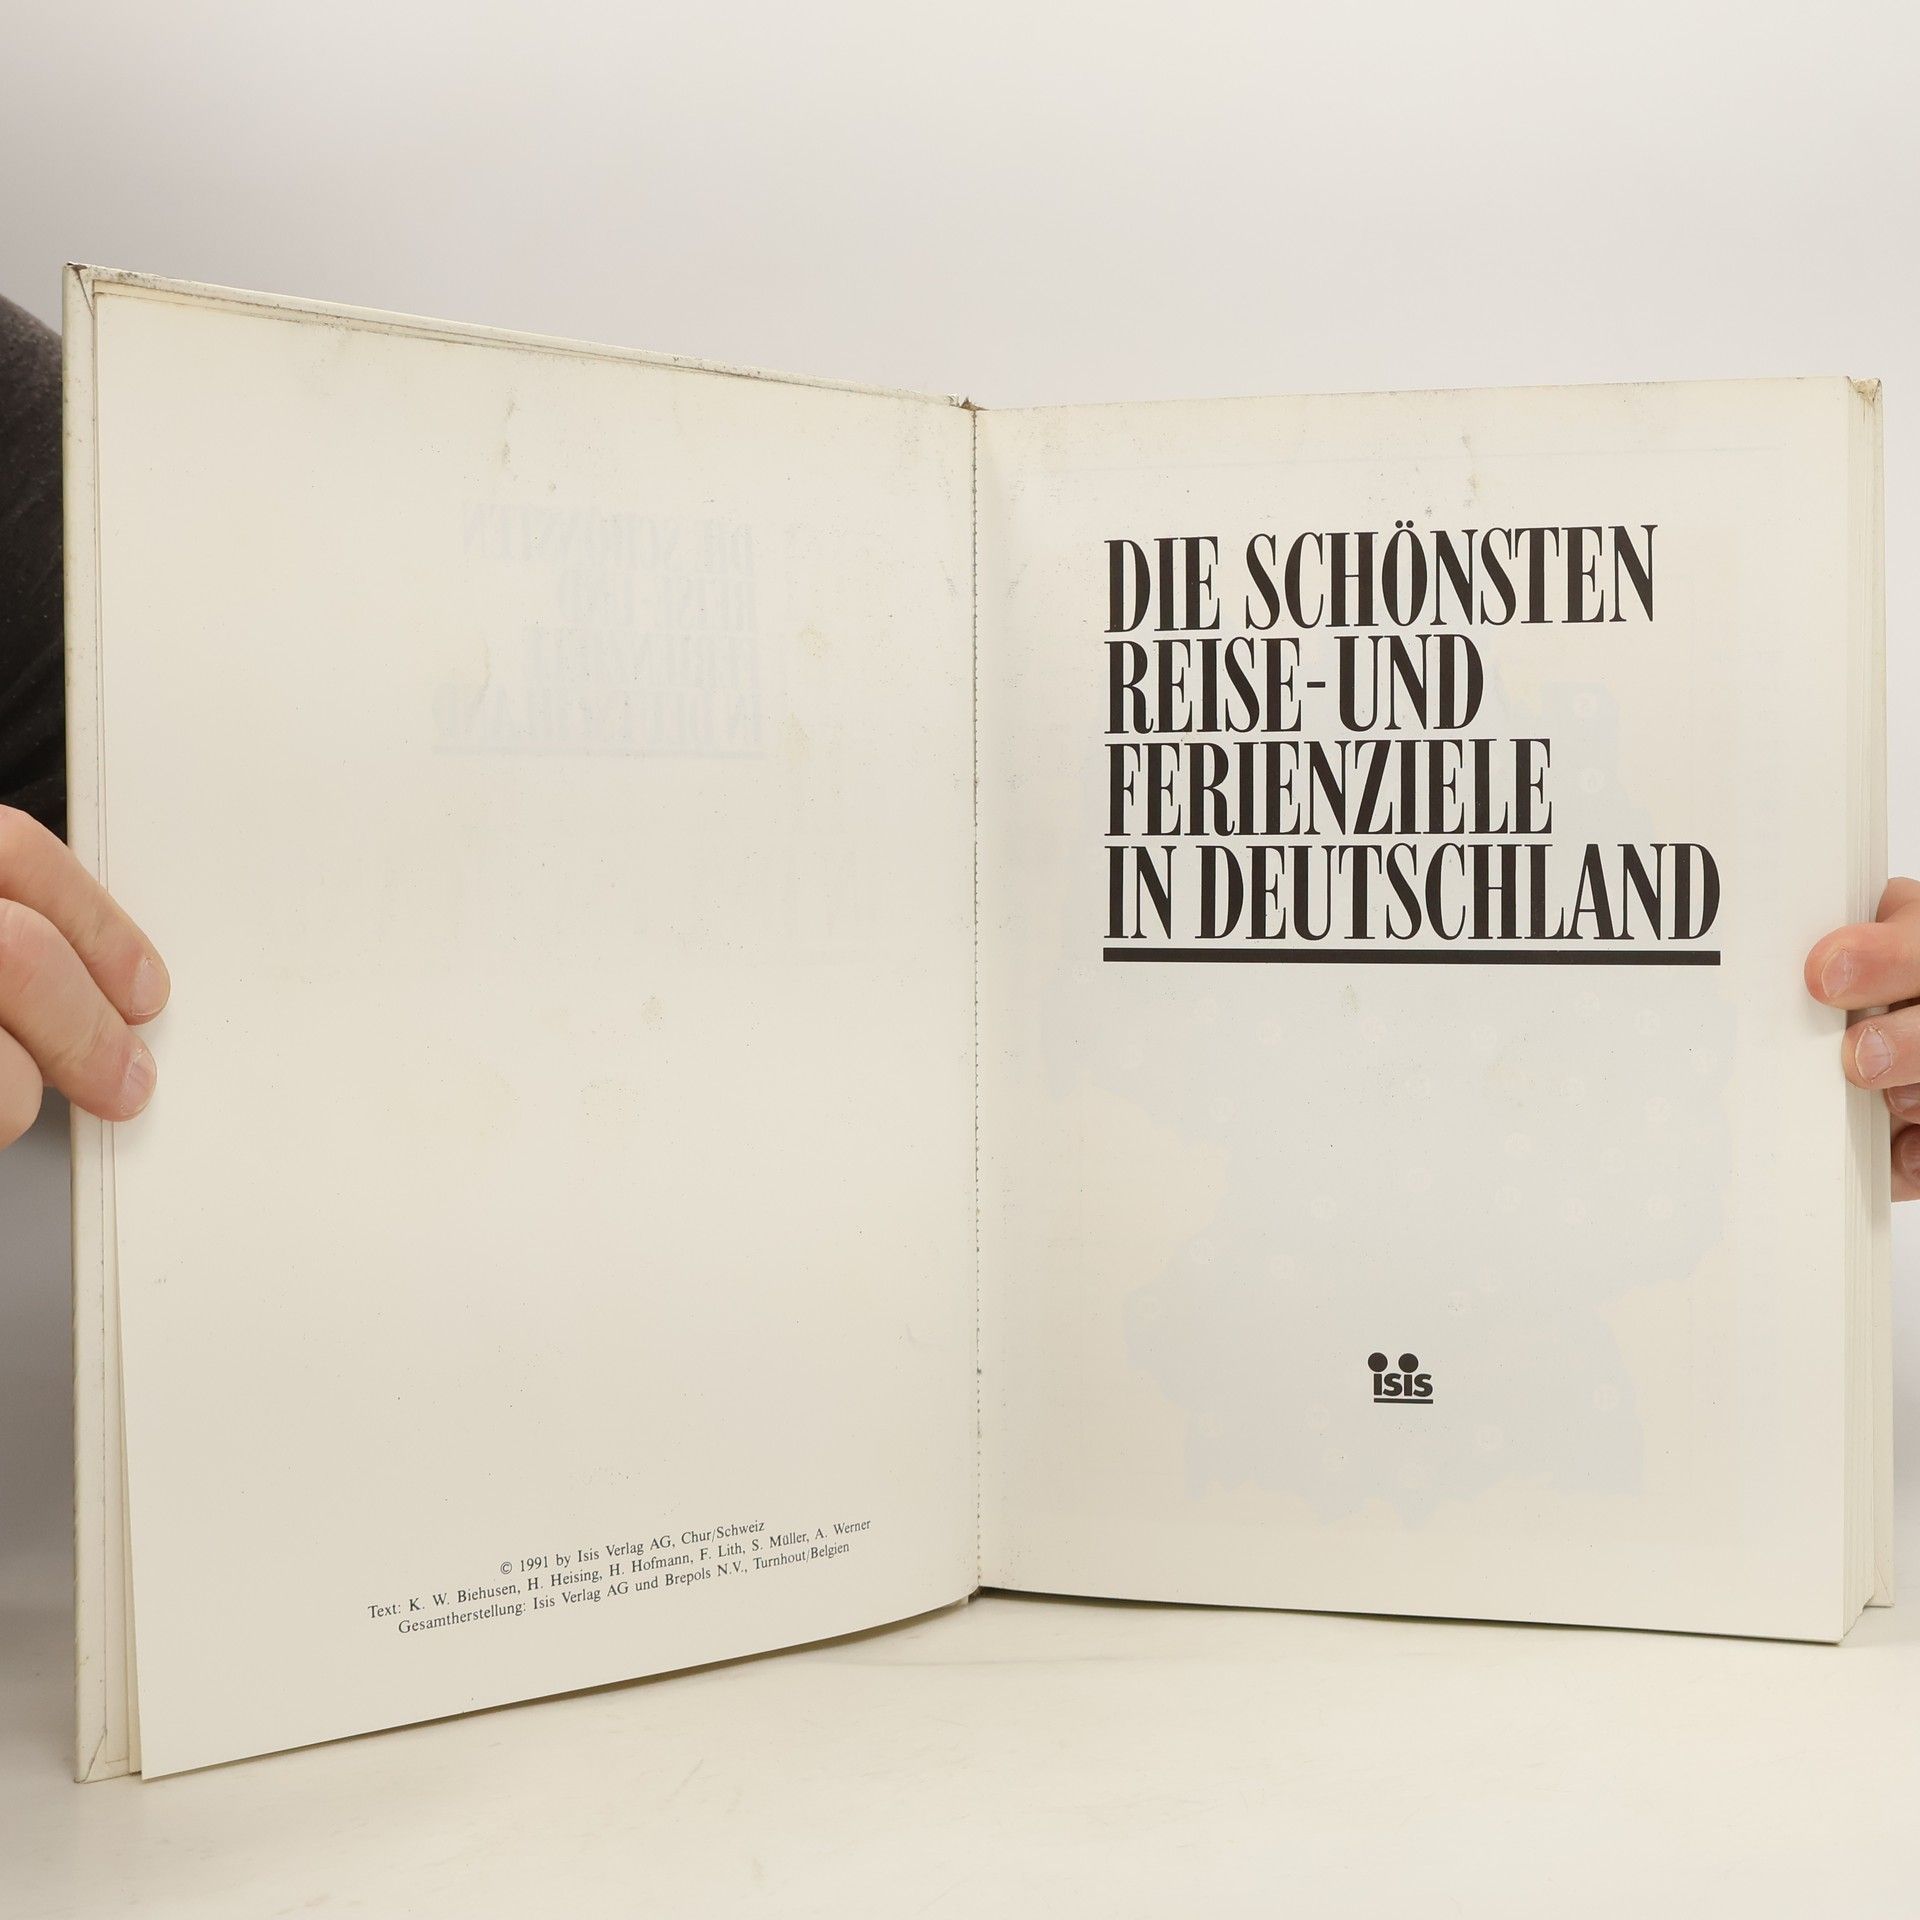 © 1991 by Isis Verlag AG, Chur/Schweiz
Text: K. W. Biehusen, H. Heising, H. Hofmann, F. Lith, S. Müller, A. Werner
Gesamtherstellung: Isis Verlag AG und Brepols N.V., Turnhout/Belgien
DIE SCHÖNSTEN
REISE-UND
FERIENZIELE
IN DEUTSCHLAND
isis